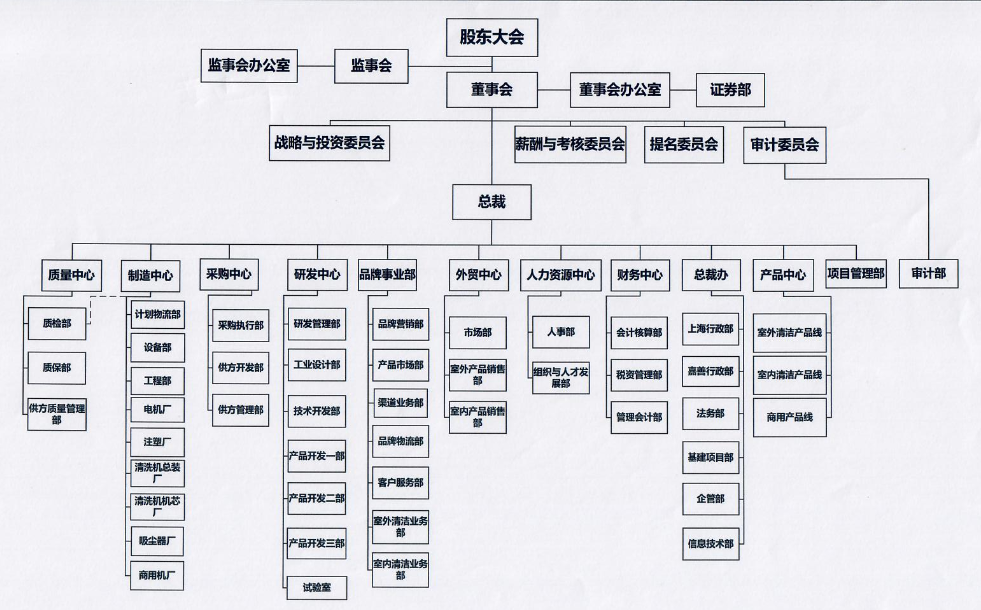 股东大会
监事会办公室
监事会
董事会
董事会办公室
证券部
战略与投资委员会
薪酬与考核委员会
提名委员会
审计委员会
总裁
质量中心
制造中心
采购中心
研发中心
品牌事业部
外贸中心
人力资源中心
财务中心
总裁办
产品中心
项目管理部
审计部
质检部
质保部
供方质量管理
部
计划物流部
设备部
工程部
电机厂
注塑厂
清洗机总装
厂
清洗机机芯
厂
吸尘器厂
商用机厂
采购执行部
供方开发部
供方管理部
研发管理部
工业设计部
技术开发部
产品开发一部
产品开发二部
产品开发三部
试验室
品牌营销部
产品市场部
渠道业务部
品牌物流部
客户服务部
室外清洁业务
部
室内清洁业务
部
市场部
室外产品销售
部
室内产品销售
部
人事部
组织与人才发
展部
会计核算部
税资管理部
管理会计部
上海行政部
嘉善行政部
法务部
基建项目部
企管部
信息技术部
室外清洁产品线
室内清洁产品线
商用产品线